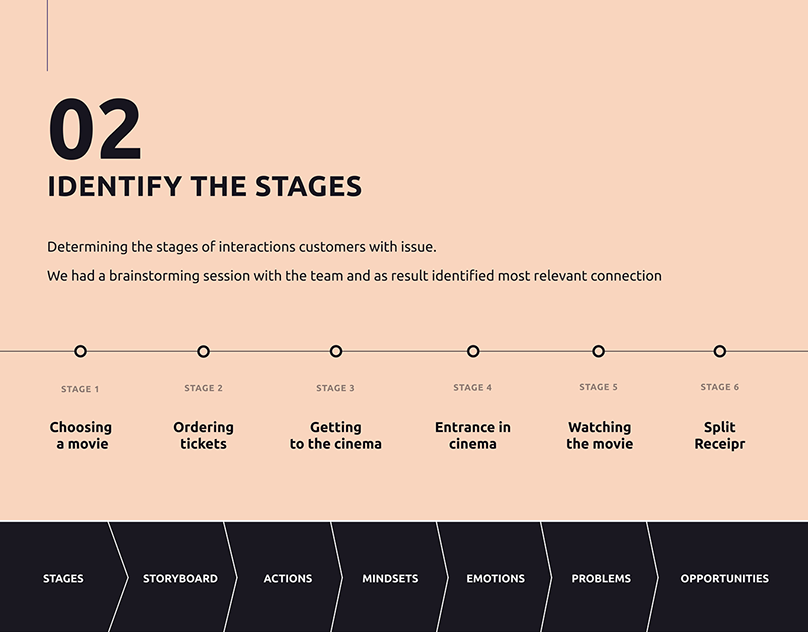 02
IDENTIFY THE STAGES
Determining the stages of interactions customers with issue.
We had a brainstorming session with the team and as result identified most relevant connection
STAGE 1
Choosing
a movie
STAGE 2
Ordering
tickets
STAGE 3
Getting
to the cinema
STAGE 4
Entrance in
cinema
STAGE 5
Watching
the movie
STAGE 6
Split
Receipr
STAGES
STORYBOARD
ACTIONS
MINDSETS
EMOTIONS
PROBLEMS
OPPORTUNITIES